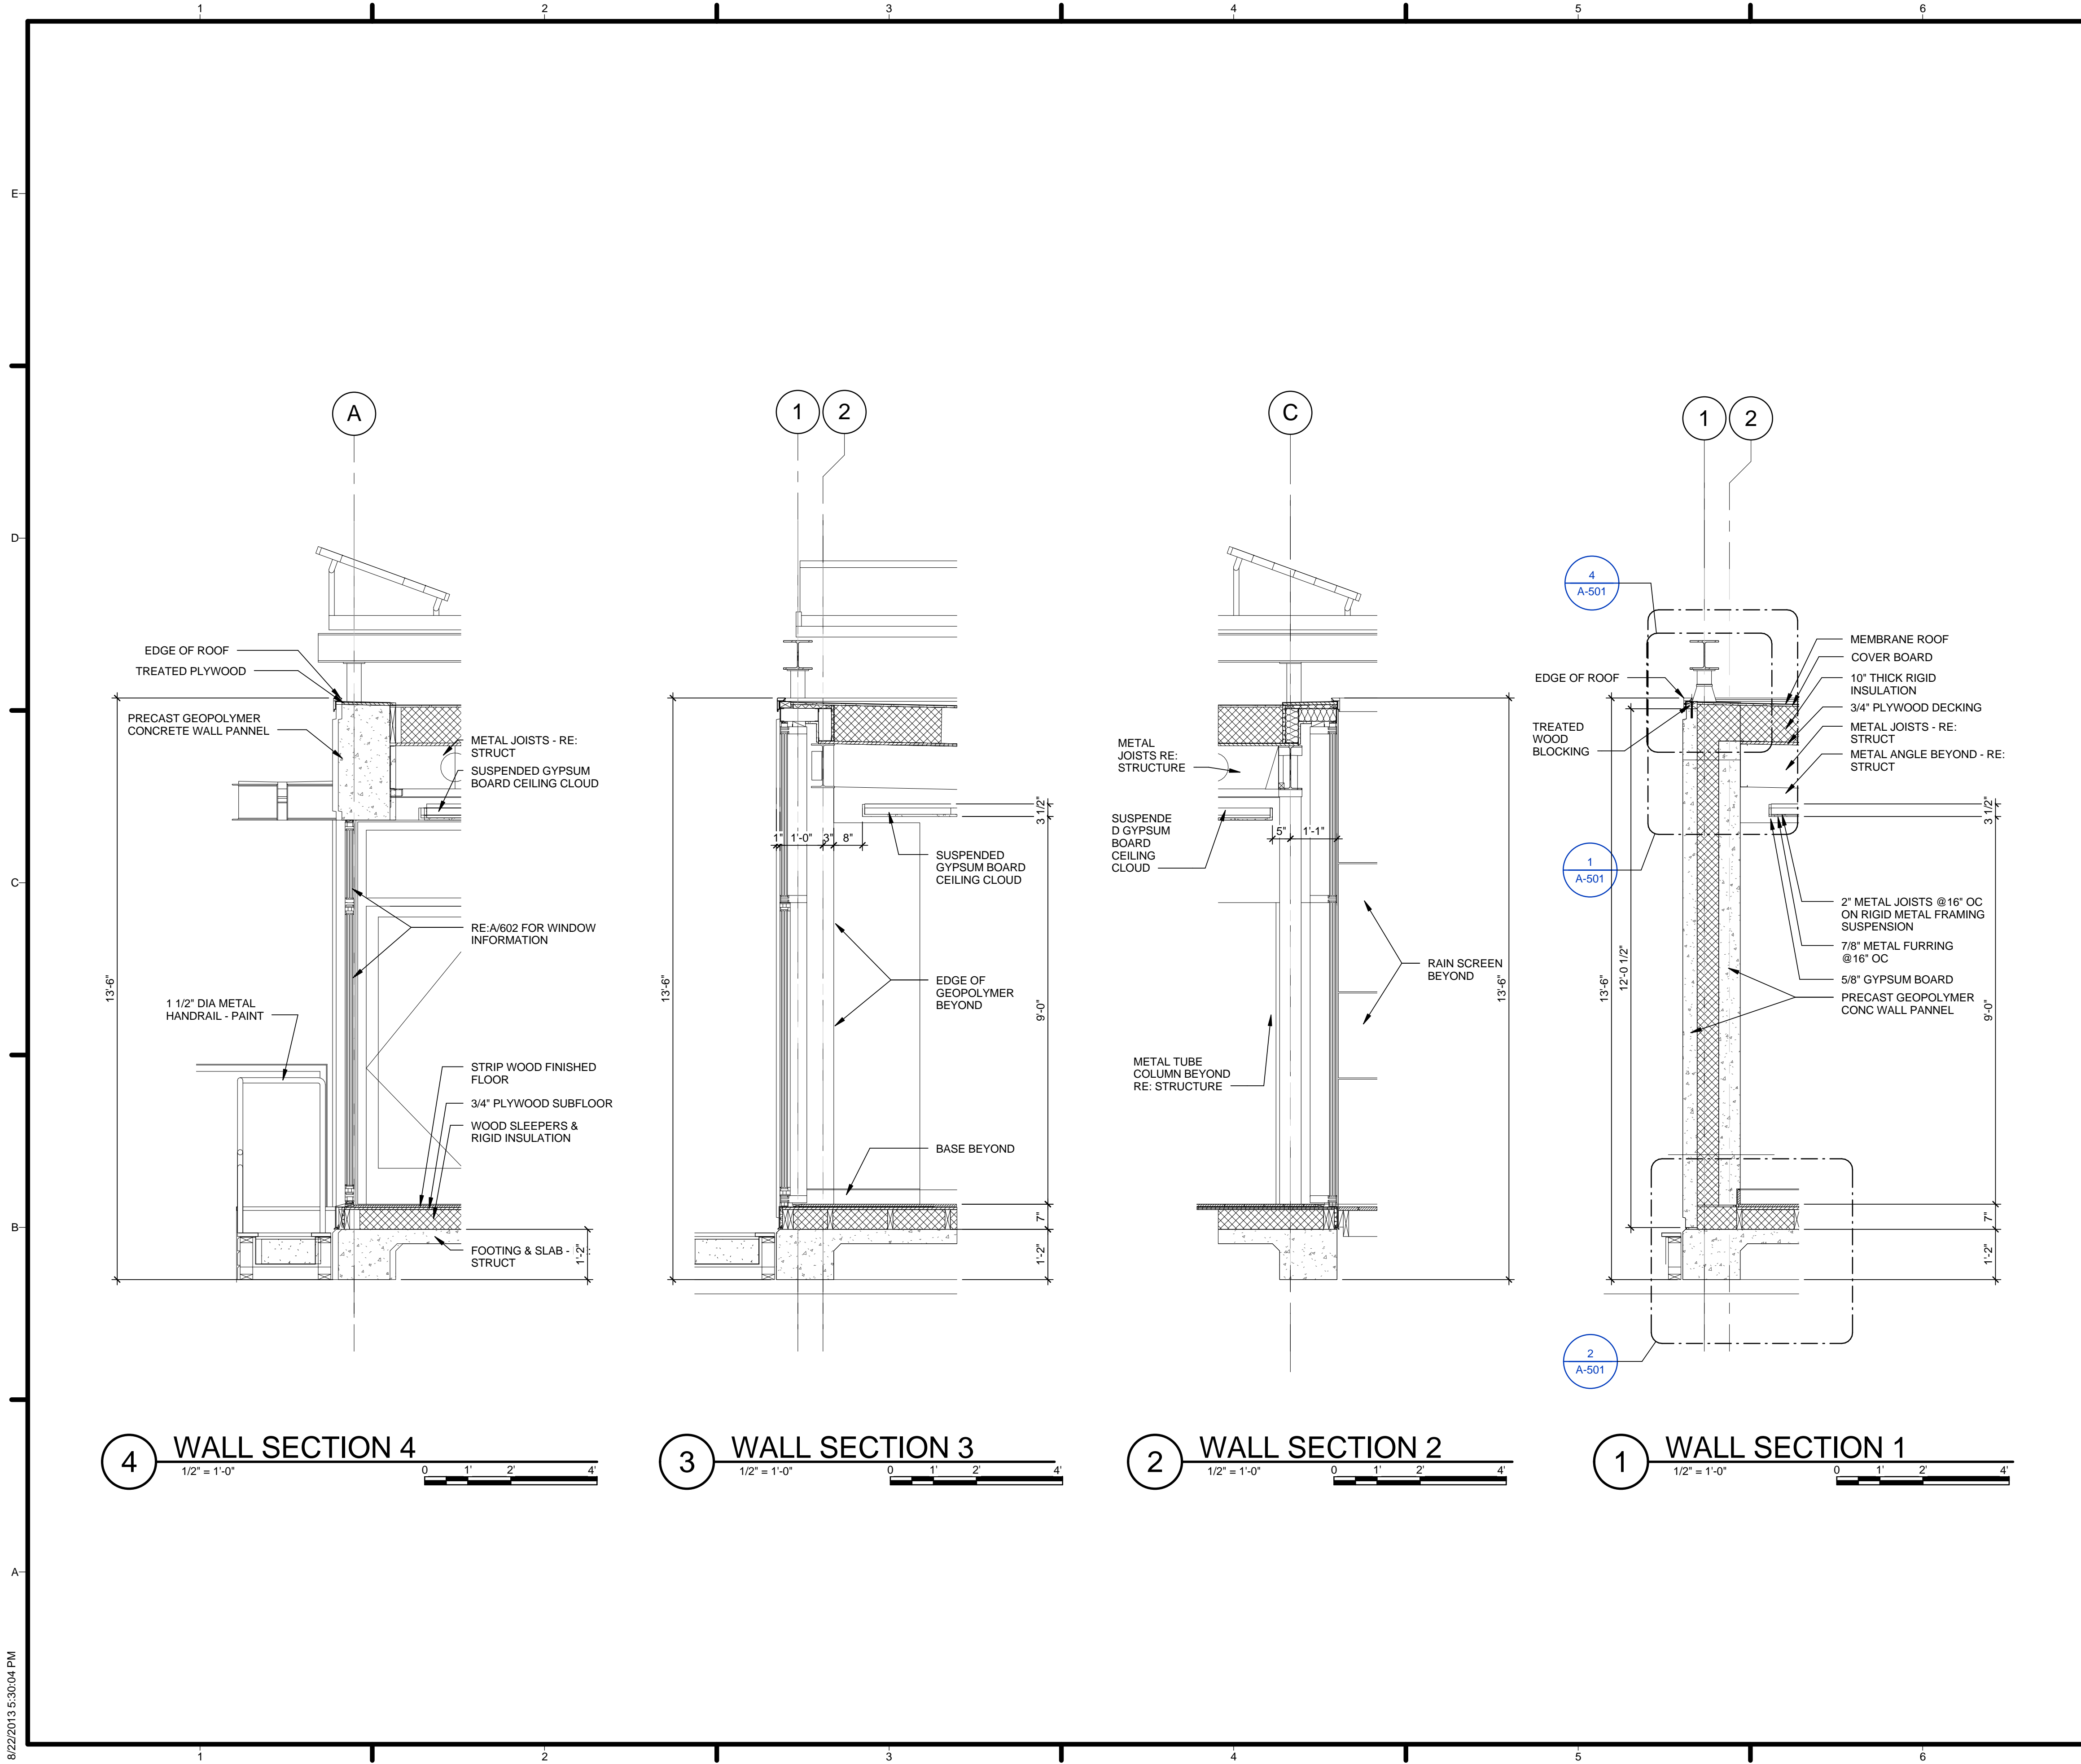 1
2
3
4
5
6
E
D
C
B
A
A
EDGE OF ROOF
TREATED PLYWOOD
PRECAST GEOPOLYMER
CONCRETE WALL PANNEL
METAL JOISTS - RE:
STRUCT
SUSPENDED GYPSUM
BOARD CEILING CLOUD
RE:A/602 FOR WINDOW
INFORMATION
13'-6"
1 1/2" DIA METAL
HANDRAIL - PAINT
STRIP WOOD FINISHED
FLOOR
3/4" PLYWOOD SUBFLOOR
WOOD SLEEPERS &
RIGID INSULATION
FOOTING & SLAB -
STRUCT
1'-2"
4
WALL SECTION 4
1/2" = 1'-0"
0 1' 2' 4'
1 2
13'-6"
1" 1'-0" 3" 8"
3 1/2"
SUSPENDED
GYPSUM BOARD
CEILING CLOUD
EDGE OF
GEOPOLYMER
BEYOND
9'-0"
BASE BEYOND
7"
1'-2"
3
WALL SECTION 3
1/2" = 1'-0"
0 1' 2' 4'
C
METAL
JOISTS RE:
STRUCTURE
SUSPENDE
D GYPSUM
BOARD
CEILING
CLOUD
5" 1'-1"
RAIN SCREEN
BEYOND
13'-6"
METAL TUBE
COLUMN BEYOND
RE: STRUCTURE
2
WALL SECTION 2
1/2" = 1'-0"
0 1' 2' 4'
1 2
4
A-501
EDGE OF ROOF
TREATED
WOOD
BLOCKING
MEMBRANE ROOF
COVER BOARD
10" THICK RIGID
INSULATION
3/4" PLYWOOD DECKING
METAL JOISTS - RE:
STRUCT
METAL ANGLE BEYOND - RE:
STRUCT
3 1/2"
1
A-501
2" METAL JOISTS @16" OC
ON RIGID METAL FRAMING
SUSPENSION
7/8" METAL FURRING
@16" OC
5/8" GYPSUM BOARD
PRECAST GEOPOLYMER
CONC WALL PANNEL
13'-6"
12'-0 1/2"
9'-0"
7"
1'-2"
2
A-501
1
WALL SECTION 1
1/2" = 1'-0"
0 1' 2' 4'
8/22/2013 5:30:04 PM
1
2
3
4
5
6